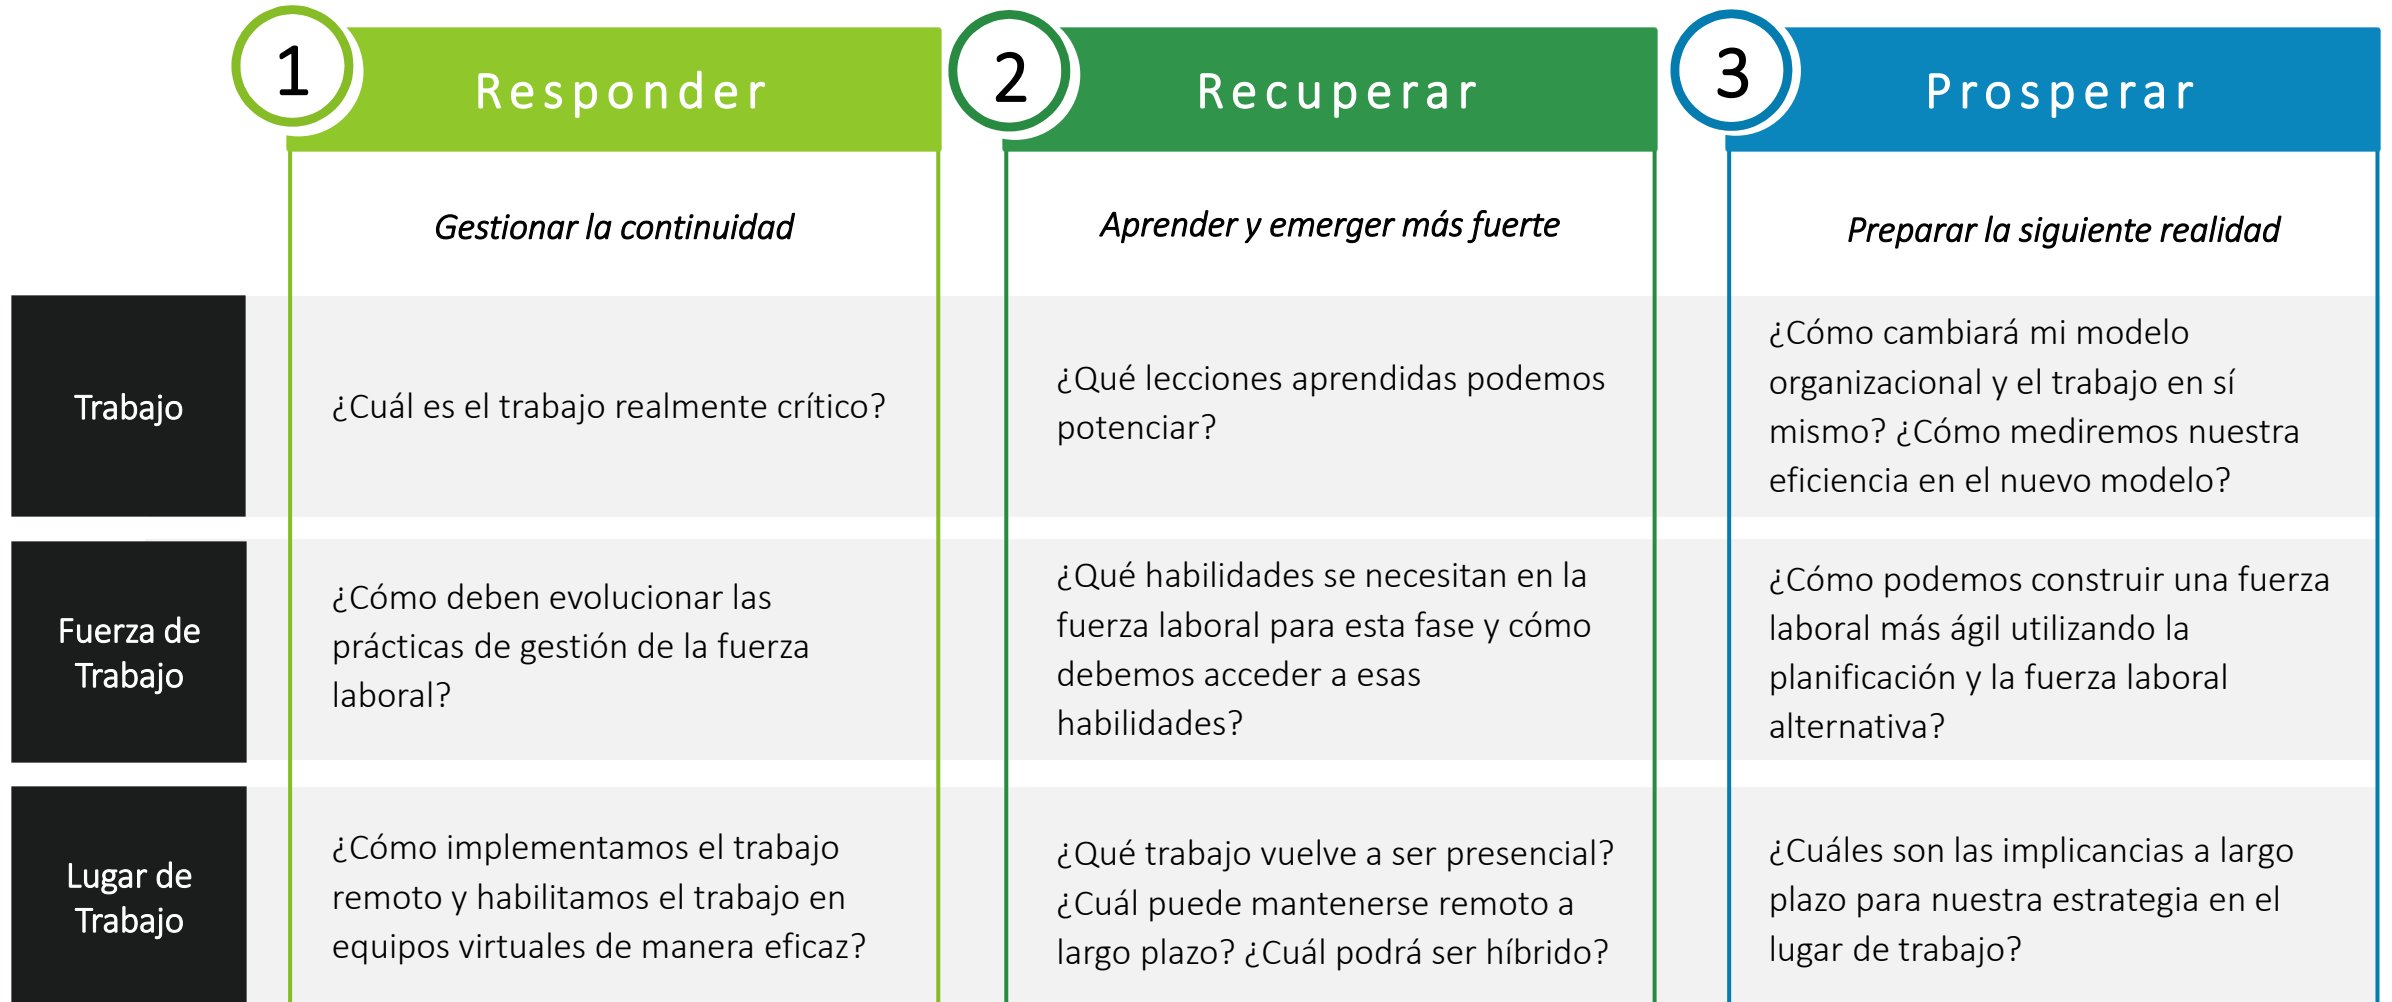 1
Responder
2
Recuperar
3
Prosperar
Gestionar la continuidad
Aprender y emerger más fuerte
Preparar la siguiente realidad
Trabajo
¿Cuál es el trabajo realmente crítico?
¿Qué lecciones aprendidas podemos
potenciar?
¿Cómo cambiará mi modelo
organizacional y el trabajo en sí
mismo? ¿Cómo mediremos nuestra
eficiencia en el nuevo modelo?
Fuerza de
Trabajo
¿Cómo deben evolucionar las
prácticas de gestión de la fuerza
laboral?
¿Qué habilidades se necesitan en la
fuerza laboral para esta fase y cómo
debemos acceder a esas
habilidades?
¿Cómo podemos construir una fuerza
laboral más ágil utilizando la
planificación y la fuerza laboral
alternativa?
Lugar de
Trabajo
¿Cómo implementamos el trabajo
remoto y habilitamos el trabajo en
equipos virtuales de manera eficaz?
¿Qué trabajo vuelve a ser presencial?
¿Cuál puede mantenerse remoto a
largo plazo? ¿Cuál podrá ser híbrido?
¿Cuáles son las implicancias a largo
plazo para nuestra estrategia en el
lugar de trabajo?